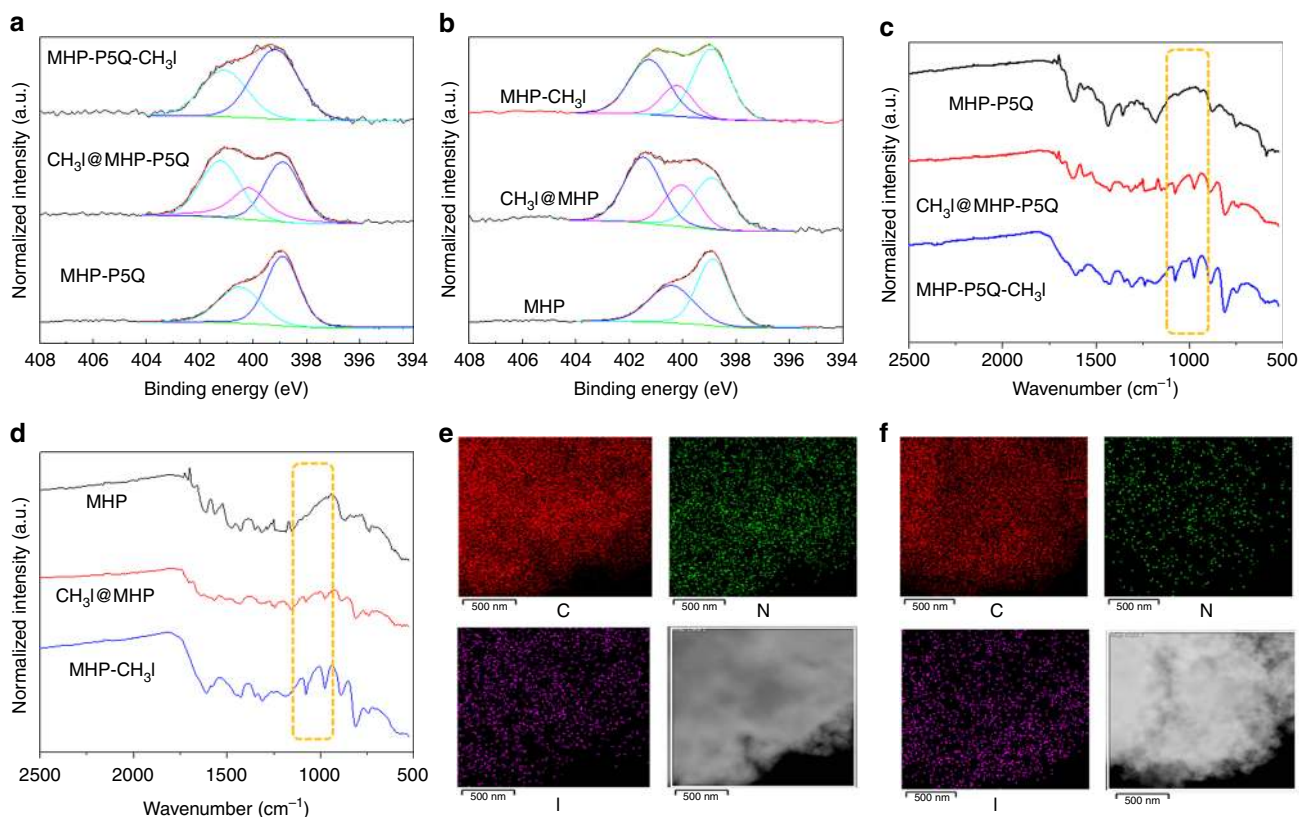 a
MHP-P5Q-CH₃I
CH₃I@MHP-P5Q
MHP-P5Q
Normalized intensity (a.u.)
408 406 404 402 400 398 396 394
Binding energy (eV)
b
MHP-CH₃I
CH₃I@MHP
MHP
Normalized intensity (a.u.)
408 406 404 402 400 398 396 394
Binding energy (eV)
c
MHP-P5Q
CH₃I@MHP-P5Q
MHP-P5Q-CH₃I
Normalized intensity (a.u.)
2500 2000 1500 1000 500
Wavenumber (cm⁻¹)
d
MHP
CH₃I@MHP
MHP-CH₃I
Normalized intensity (a.u.)
2500 2000 1500 1000 500
Wavenumber (cm⁻¹)
e
500 nm
C
500 nm
N
500 nm
I
500 nm
f
500 nm
C
500 nm
N
500 nm
I
500 nm